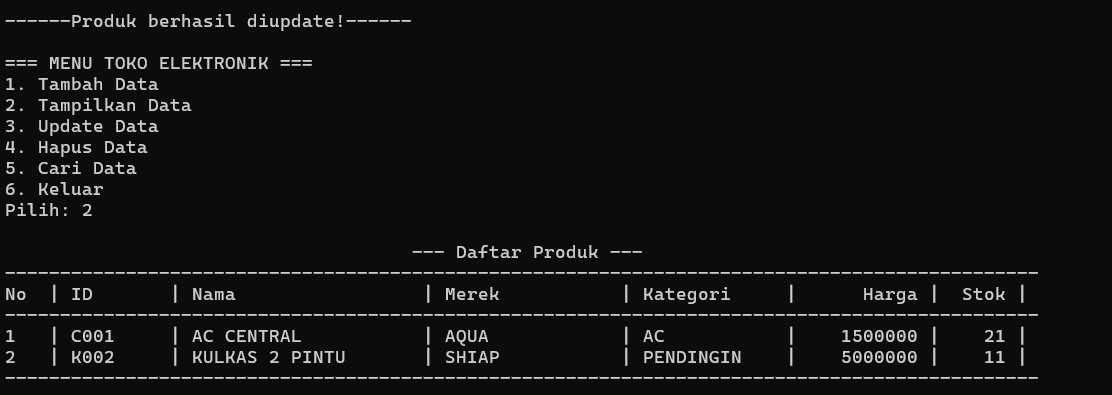 ------Produk berhasil diupdate!------
=== MENU TOKO ELEKTRONIK ===
1. Tambah Data
2. Tampilkan Data
3. Update Data
4. Hapus Data
5. Cari Data
6. Keluar
Pilih: 2
--- Daftar Produk ---
No | ID | Nama | Merek | Kategori | Harga | Stok |
1 | C001 | AC CENTRAL | AQUA | AC | 1500000 | 21 |
2 | K002 | KULKAS 2 PINTU | SHIAP | PENDINGIN | 5000000 | 11 |